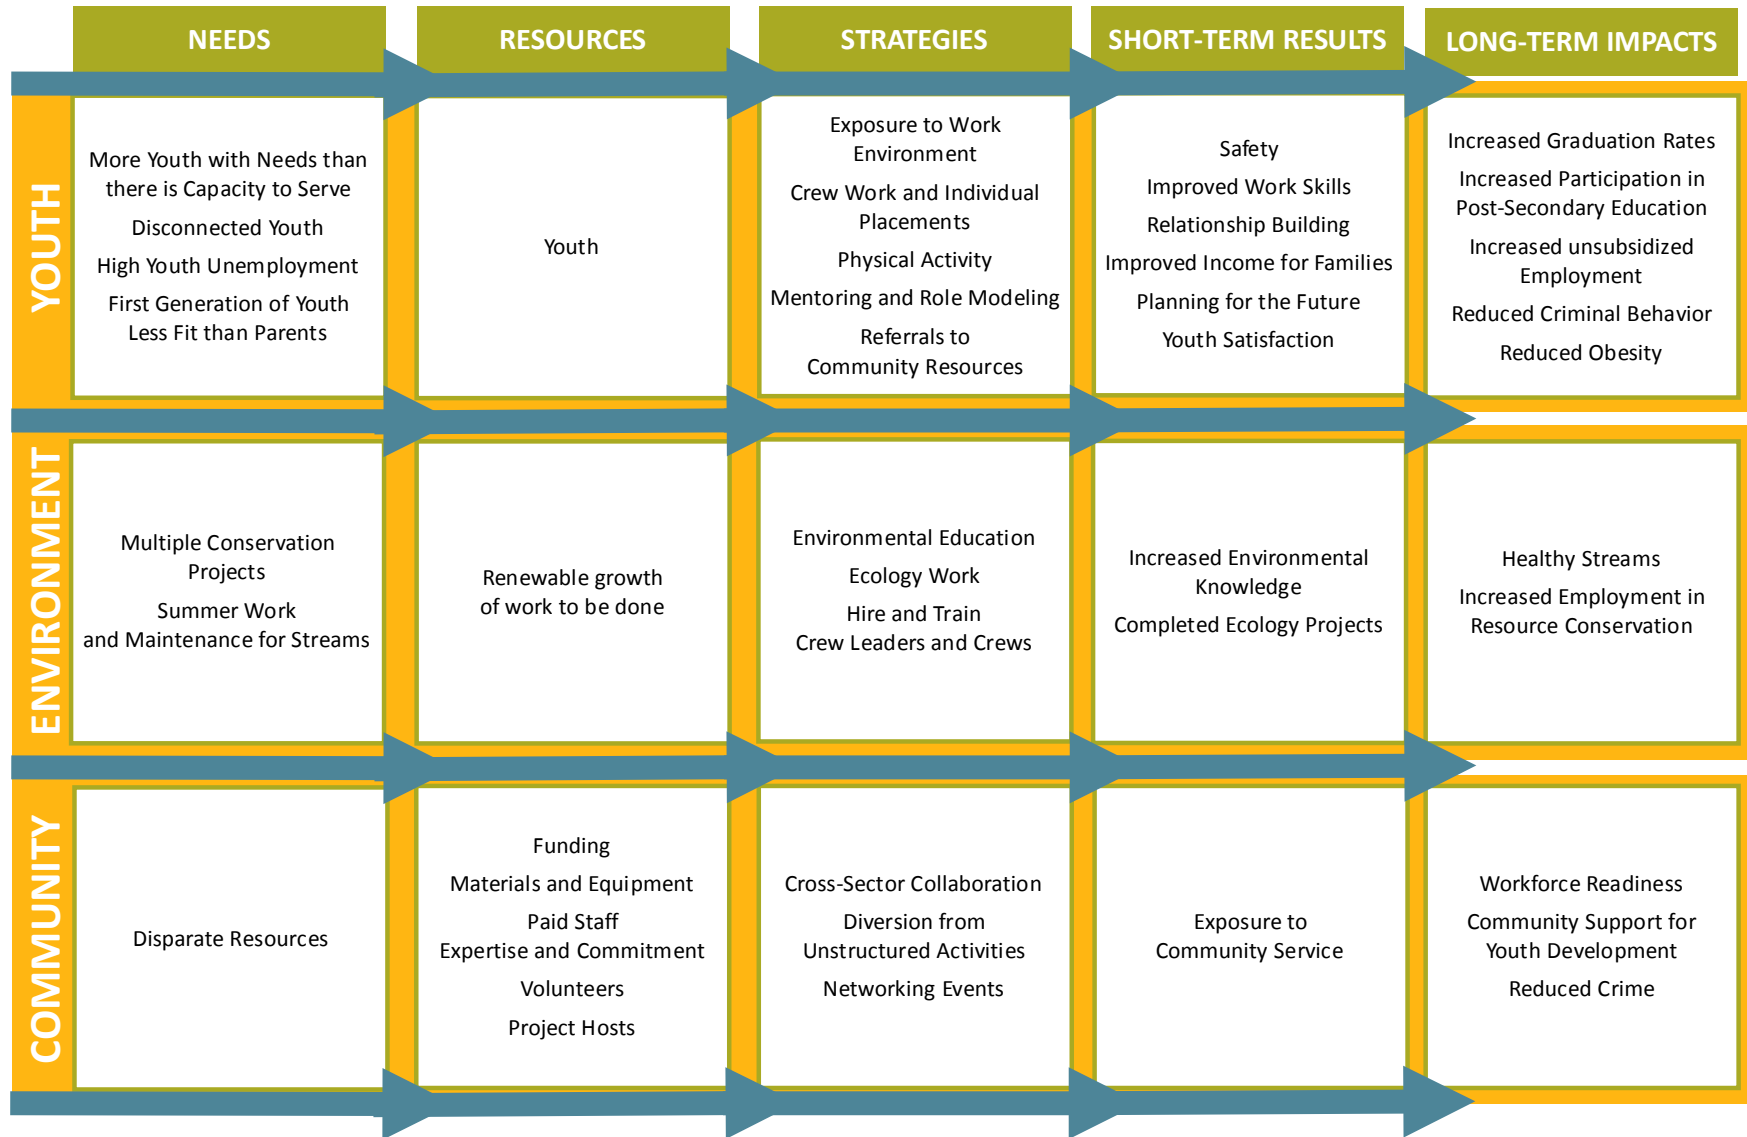 NEEDS
RESOURCES
STRATEGIES
SHORT-TERM RESULTS
LONG-TERM IMPACTS
YOUTH
More Youth with Needs than
there is Capacity to Serve
Disconnected Youth
High Youth Unemployment
First Generation of Youth
Less Fit than Parents
Youth
Exposure to Work
Environment
Crew Work and Individual
Placements
Physical Activity
Mentoring and Role Modeling
Referrals to
Community Resources
Safety
Improved Work Skills
Relationship Building
Improved Income for Families
Planning for the Future
Youth Satisfaction
Increased Graduation Rates
Increased Participation in
Post-Secondary Education
Increased unsubsidized
Employment
Reduced Criminal Behavior
Reduced Obesity
ENVIRONMENT
Multiple Conservation
Projects
Summer Work
and Maintenance for Streams
Renewable growth
of work to be done
Environmental Education
Ecology Work
Hire and Train
Crew Leaders and Crews
Increased Environmental
Knowledge
Completed Ecology Projects
Healthy Streams
Increased Employment in
Resource Conservation
COMMUNITY
Disparate Resources
Funding
Materials and Equipment
Paid Staff
Expertise and Commitment
Volunteers
Project Hosts
Cross-Sector Collaboration
Diversion from
Unstructured Activities
Networking Events
Exposure to
Community Service
Workforce Readiness
Community Support for
Youth Development
Reduced Crime